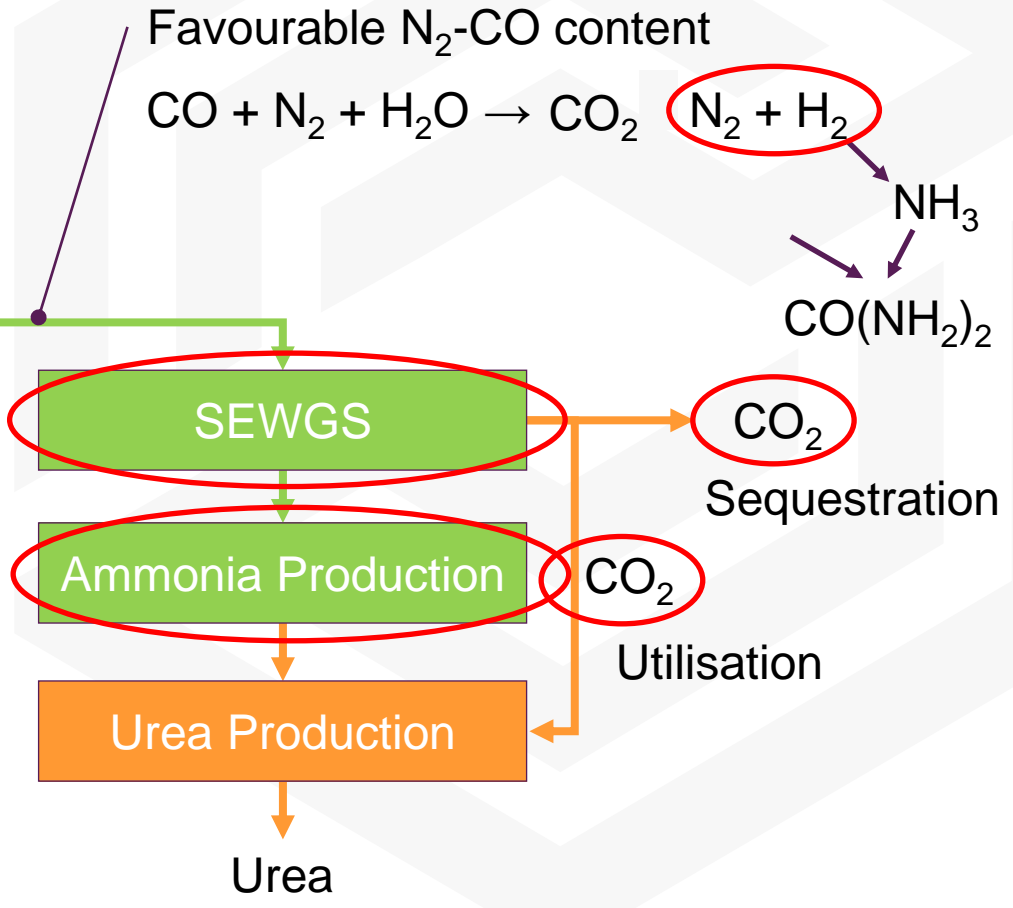 Favourable N₂-CO content
CO + N₂ + H₂O → CO₂ N₂ + H₂
NH₃
CO(NH₂)₂
SEWGS
CO₂
Sequestration
Ammonia Production
CO₂
Utilisation
Urea Production
Urea